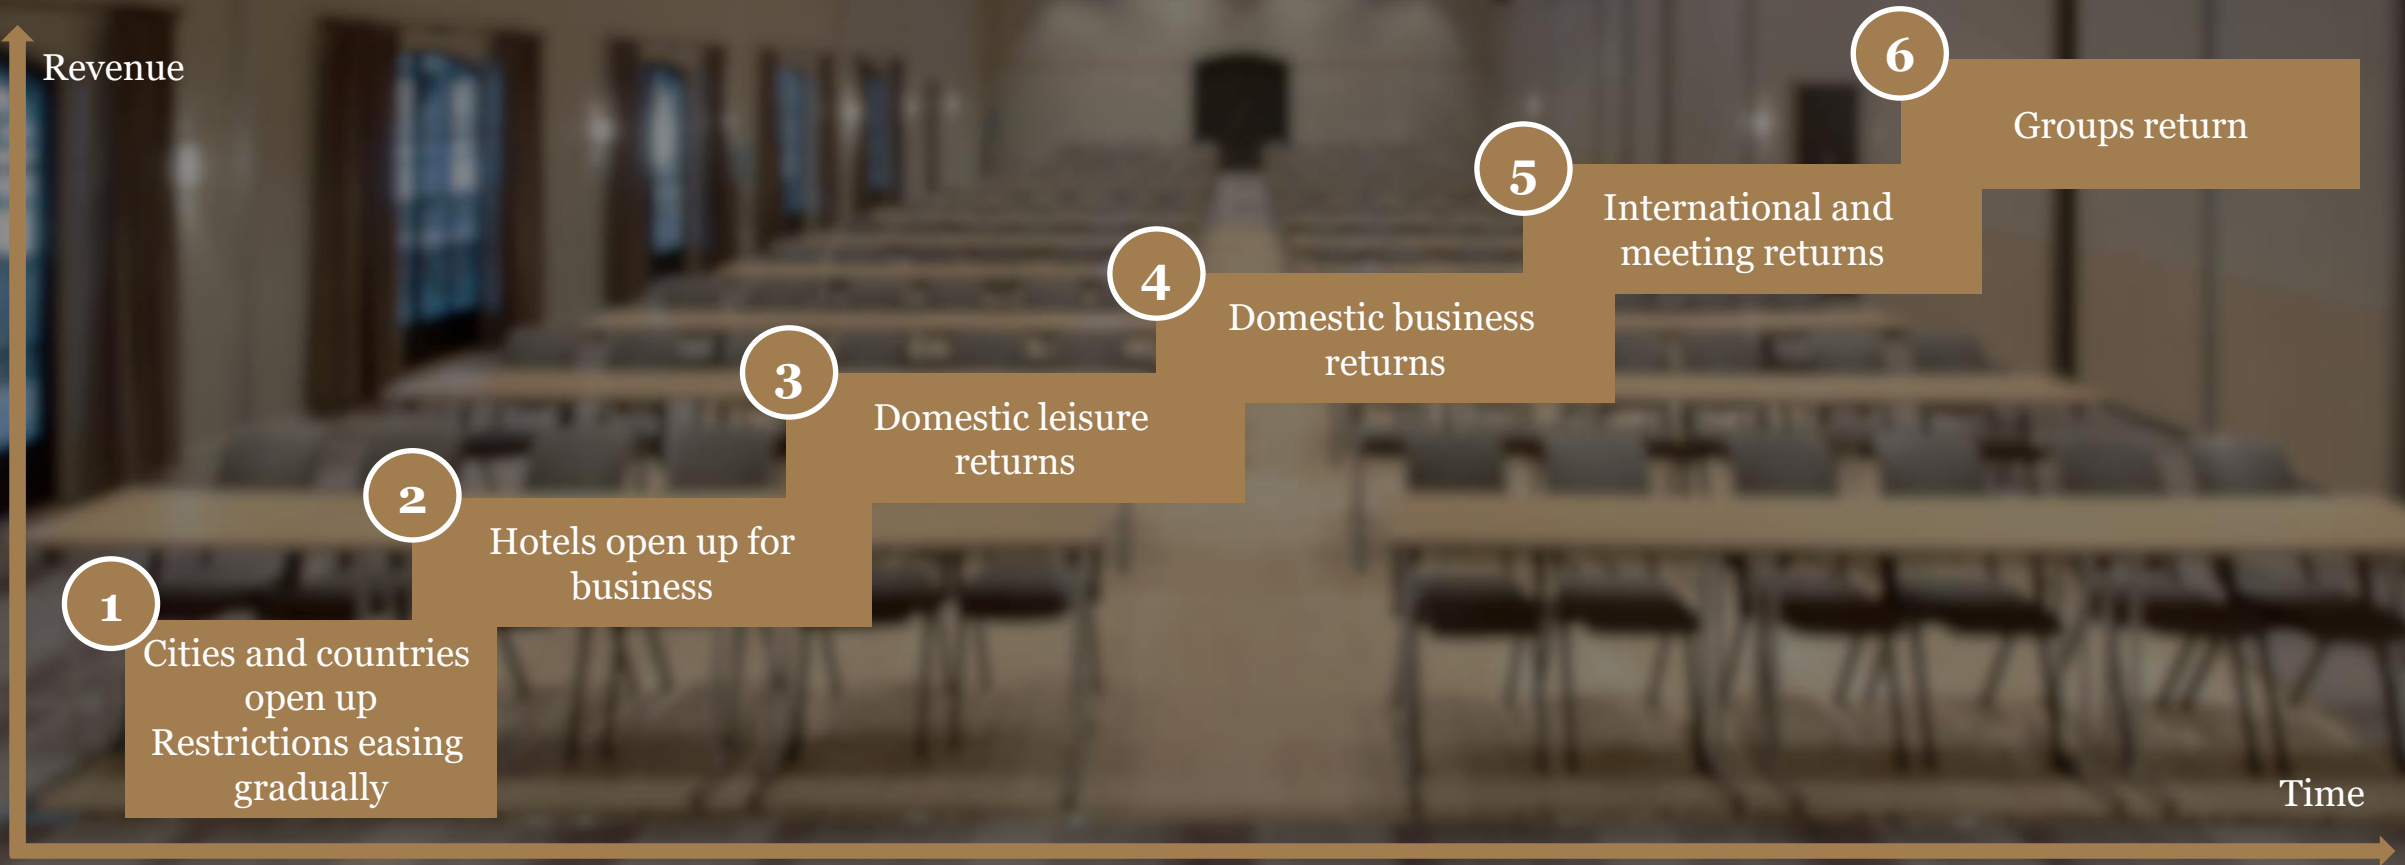 Revenue
1
Cities and countries
open up
Restrictions easing
gradually
2
Hotels open up for
business
3
Domestic leisure
returns
4
Domestic business
returns
5
International and
meeting returns
6
Groups return
Time